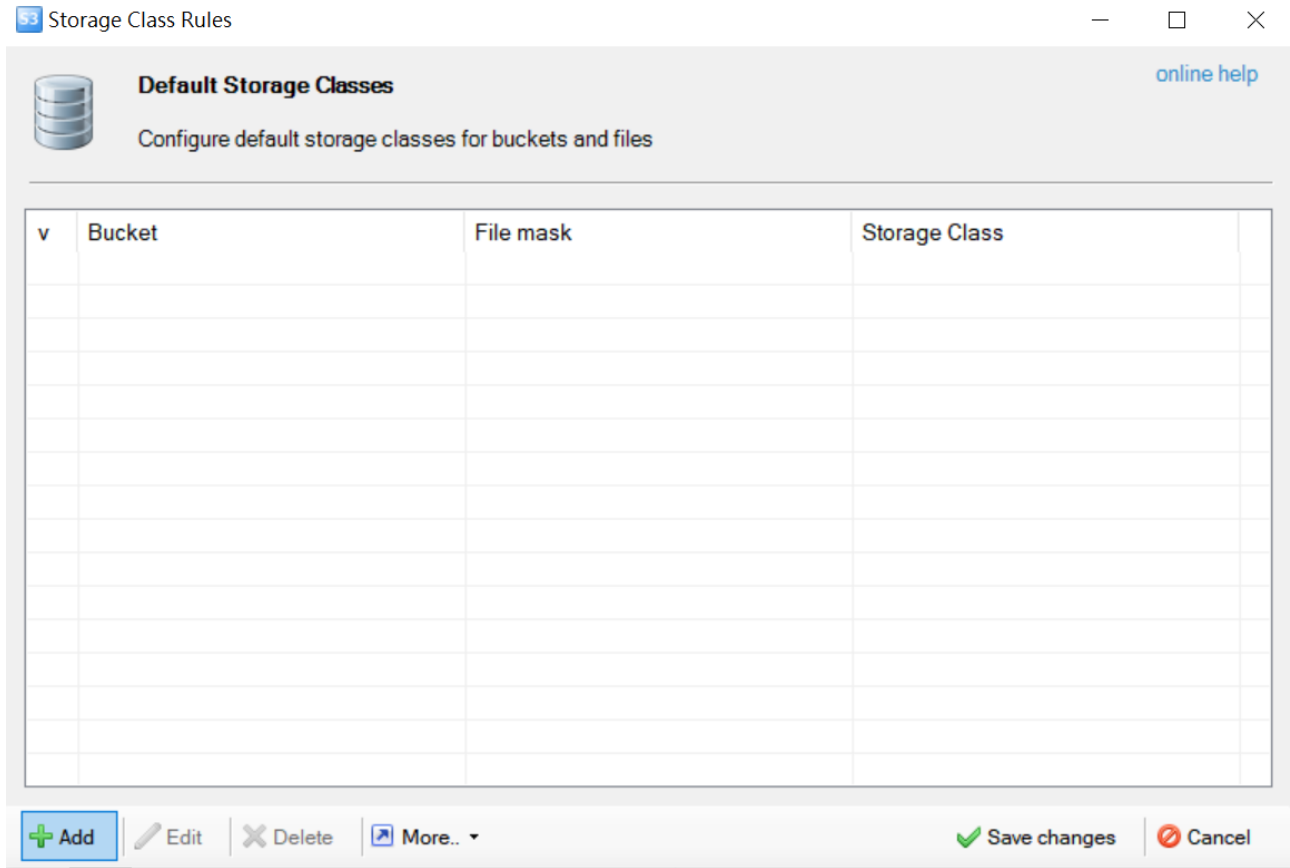 S3 Storage Class Rules
Default Storage Classes
online help
Configure default storage classes for buckets and files
v Bucket File mask Storage Class
Add Edit Delete More.. Save changes Cancel